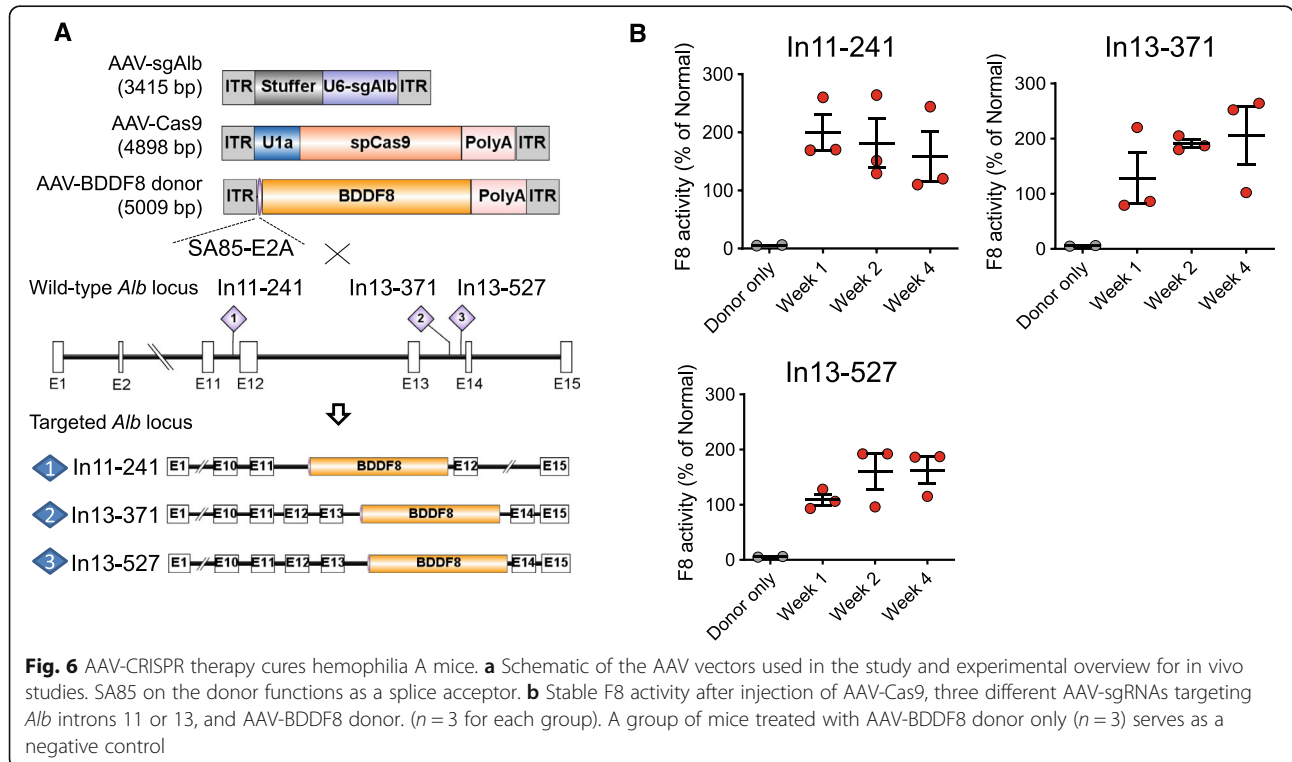 A
AAV-sgAlb
(3415 bp)
ITR Stuffer U6-sgAlb ITR
AAV-Cas9
(4898 bp)
ITR U1a spCas9 PolyA ITR
AAV-BDDF8 donor
(5009 bp)
ITR BDDF8 PolyA ITR
SA85-E2A
Wild-type Alb locus In11-241 In13-371 In13-527
1 2 3
E1 E2 E11 E12 E13 E14 E15
Targeted Alb locus
1 In11-241 E1 E10 E11 BDDF8 E12 E15
2 In13-371 E1 E10 E11 E12 E13 BDDF8 E14 E15
3 In13-527 E1 E10 E11 E12 E13 BDDF8 E14 E15
B
In11-241
F8 activity (% of Normal)
300
200
100
0
Donor only Week 1 Week 2 Week 4
In13-371
F8 activity (% of Normal)
300
200
100
0
Donor only Week 1 Week 2 Week 4
In13-527
F8 activity (% of Normal)
300
200
100
0
Donor only Week 1 Week 2 Week 4
Fig. 6 AAV-CRISPR therapy cures hemophilia A mice. a Schematic of the AAV vectors used in the study and experimental overview for in vivo
studies. SA85 on the donor functions as a splice acceptor. b Stable F8 activity after injection of AAV-Cas9, three different AAV-sgRNAs targeting
Alb introns 11 or 13, and AAV-BDDF8 donor. (n = 3 for each group). A group of mice treated with AAV-BDDF8 donor only (n = 3) serves as a
negative control